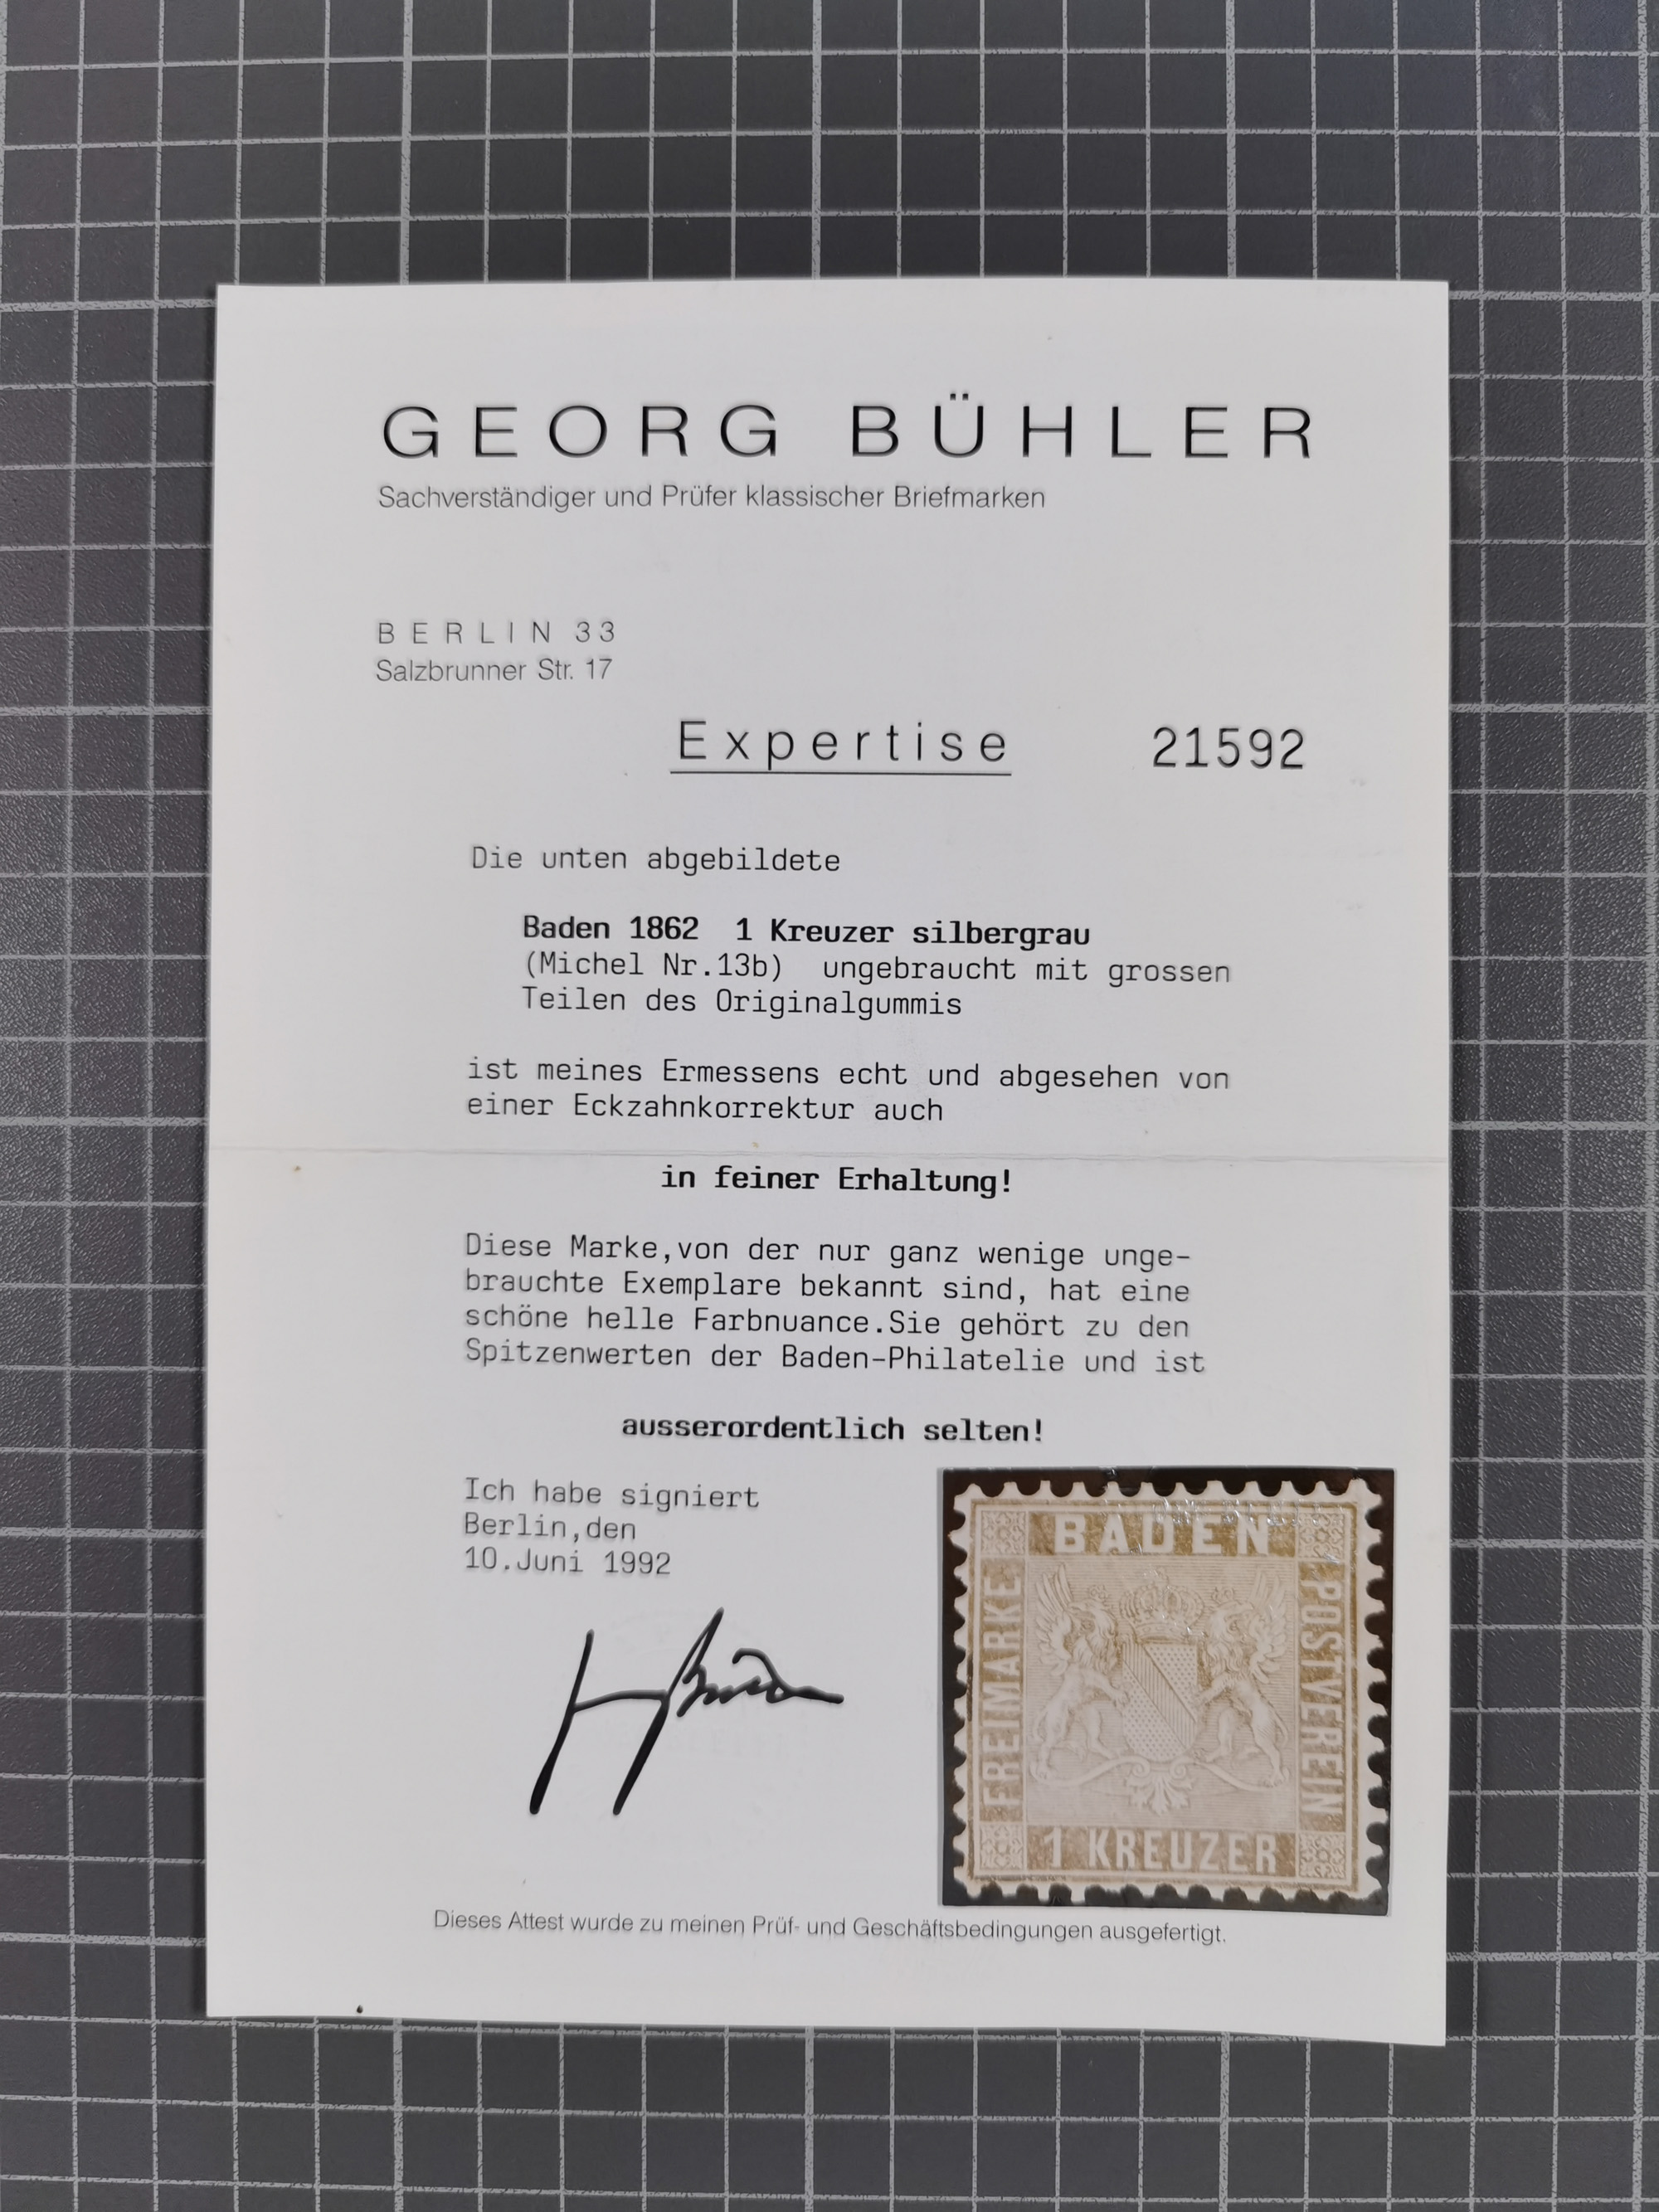 GEORG BÜHLER
Sachverständiger und Prüfer klassischer Briefmarken
BERLIN 33
Salzbrunner Str. 17
Expertise 21592
Die unten abgebildete
Baden 1862 1 Kreuzer silbergrau
(Michel Nr.13b) ungebraucht mit grossen
Teilen des Originalgummis
ist meines Ermessens echt und abgesehen von
einer Eckzahnkorrektur auch
in feiner Erhaltung!
Diese Marke,von der nur ganz wenige unge-
brauchte Exemplare bekannt sind, hat eine
schöne helle Farbnuance.Sie gehört zu den
Spitzenwerten der Baden-Philatelie und ist
ausserordentlich selten!
Ich habe signiert
Berlin,den
10.Juni 1992
BADEN
FREIMARKE
POSTVEREIN
1 KREUZER
Dieses Attest wurde zu meinen Prüf- und Geschäftsbedingungen ausgefertigt.